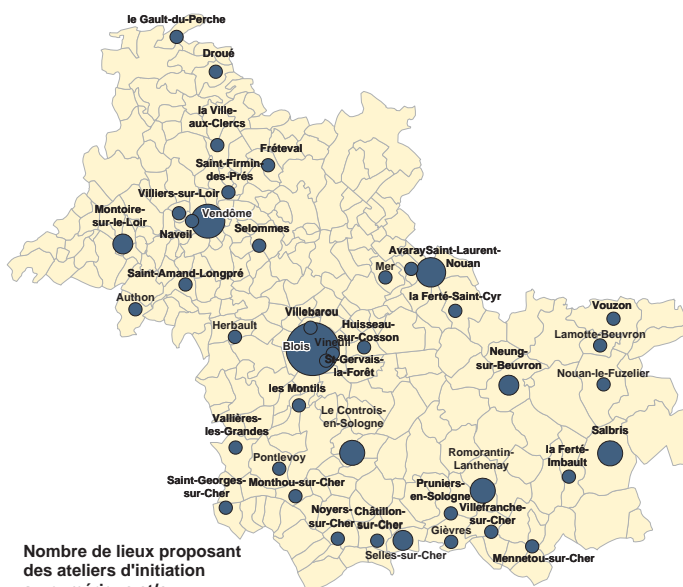 le Gault-du-Perche
Droué
la Ville-
aux-Clercs
Fréteval
Saint-Firmin-
des-Prés
Villiers-sur-Loir
Vendôme
Montoire-
sur-le-Loir
Naveil
Selommes
Avaray
Saint-Laurent-
Nouan
Mer
Saint-Amand-Longpré
la Ferté-Saint-Cyr
Authon
Villebarou
Vouzon
Herbault
Huisseau-
sur-Cosson
Lamotte-Beuvron
Blois
Vineuil
St-Gervais-
la-Forêt
Neung-
sur-Beuvron
Nouan-le-Fuzelier
les Montils
Le Controis-
en-Sologne
Vallières-
les-Grandes
Salbris
Pontlevoy
Romorantin-
Lanthenay
la Ferté-
Imbault
Saint-Georges-
sur-Cher
Monthou-sur-Cher
Pruniers-
en-Sologne
Noyers-
sur-Cher
Châtillon-
sur-Cher
Villefranche-
sur-Cher
Gièvres
Selles-sur-Cher
Mennetou-sur-Cher
Nombre de lieux proposant
des ateliers d'initiation